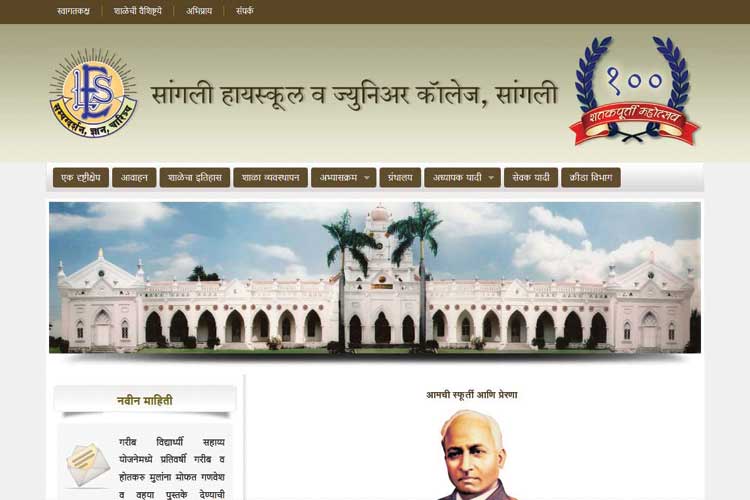 स्वागतकक्ष शाळेची वैशिष्ट्ये अभिप्राय संपर्क
LES
सम्यग्दर्शन, ज्ञान, चारित्र्य
सांगली हायस्कूल व ज्युनिअर कॉलेज, सांगली
१००
शतकपूर्ती महोत्सव
एक दृष्टीक्षेप आवाहन शाळेचा इतिहास शाळा व्यवस्थापन अभ्यासक्रम ग्रंथालय अध्यापक यादी सेवक यादी क्रीडा विभाग
नवीन माहिती
आमची स्फूर्ती आणि प्रेरणा
गरीब विद्यार्थी सहाय्य
योजनेमध्ये प्रतिवर्षी गरीब व
होतकरु मुलांना मोफत गणवेश
व वहया पुस्तके देण्याची